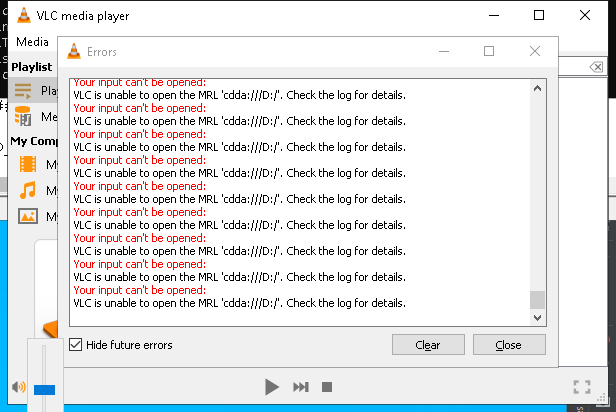 VLC media player
Media
Errors
Playlist
Your input can't be opened:
VLC is unable to open the MRL 'cdda:///D:/'. Check the log for details.
Your input can't be opened:
VLC is unable to open the MRL 'cdda:///D:/'. Check the log for details.
Your input can't be opened:
VLC is unable to open the MRL 'cdda:///D:/'. Check the log for details.
Your input can't be opened:
VLC is unable to open the MRL 'cdda:///D:/'. Check the log for details.
Your input can't be opened:
VLC is unable to open the MRL 'cdda:///D:/'. Check the log for details.
Your input can't be opened:
VLC is unable to open the MRL 'cdda:///D:/'. Check the log for details.
Your input can't be opened:
VLC is unable to open the MRL 'cdda:///D:/'. Check the log for details.
Your input can't be opened:
VLC is unable to open the MRL 'cdda:///D:/'. Check the log for details.
Your input can't be opened:
VLC is unable to open the MRL 'cdda:///D:/'. Check the log for details.
Play
Me
My Comp
My
My
My
Hide future errors
Clear
Close